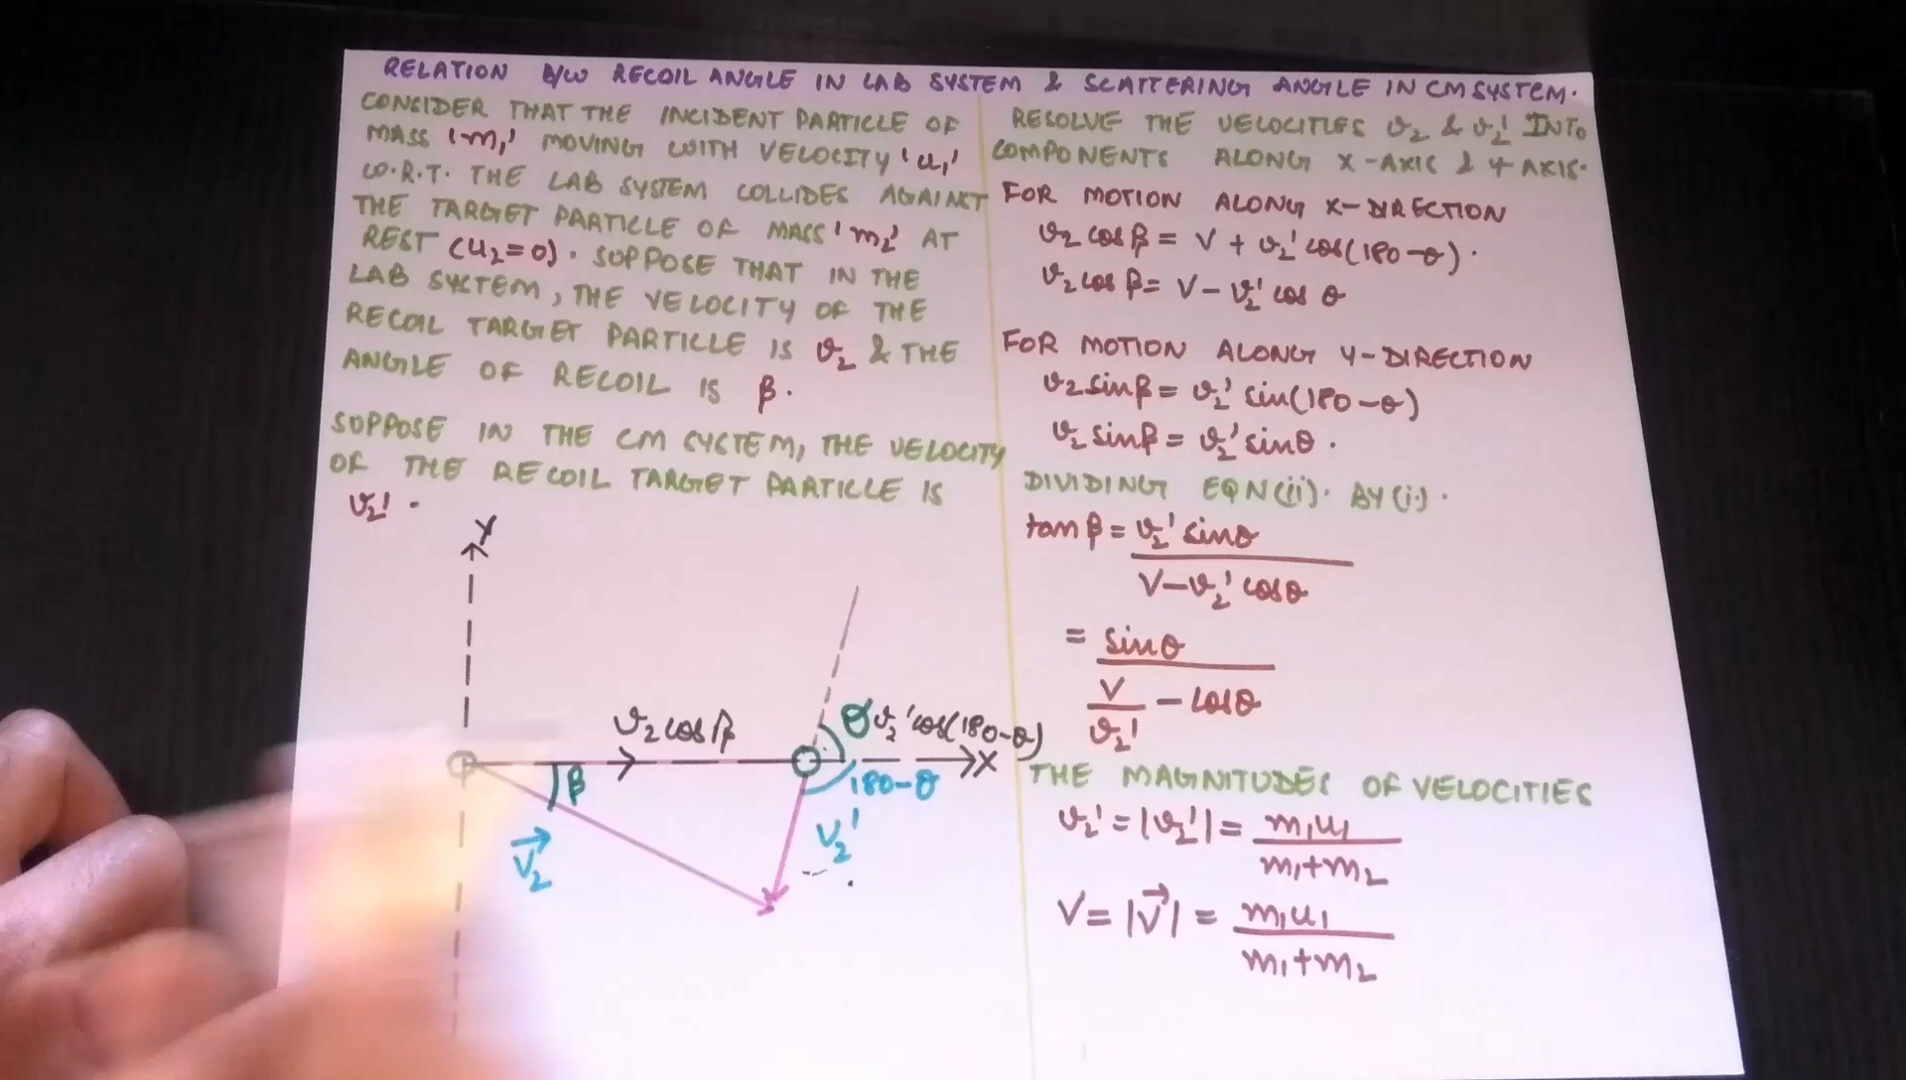 RELATION B/W RECOIL ANGLE IN LAB SYSTEM & SCATTERING ANGLE IN CM SYSTEM.
CONSIDER THAT THE INCIDENT PARTICLE OF
MASS 'm₁' MOVING WITH VELOCITY 'u₁'
W.R.T. THE LAB SYSTEM COLLIDES AGAINST
THE TARGET PARTICLE OF MASS 'm₂' AT
REST (u₂=0). SUPPOSE THAT IN THE
LAB SYSTEM, THE VELOCITY OF THE
RECOIL TARGET PARTICLE IS v₂ & THE
ANGLE OF RECOIL IS β.
SUPPOSE IN THE CM SYSTEM, THE VELOCITY
OF THE RECOIL TARGET PARTICLE IS
v₂'.
Y
v₂ cos β
θ
v₂' cos(180-θ)
X
β
180-θ
V₂'
V⃗₂
RESOLVE THE VELOCITIES v₂ & v₂' INTO
COMPONENTS ALONG X-AXIS & Y AXIS.
FOR MOTION ALONG X-DIRECTION
v₂ cos β = V + v₂' cos(180-θ).
v₂ cos β = V - v₂' cos θ
FOR MOTION ALONG Y-DIRECTION
v₂ sin β = v₂' sin(180-θ)
v₂ sin β = v₂' sin θ.
DIVIDING EQN (ii). BY (i).
tan β = v₂' sin θ
V - v₂' cos θ
= sin θ
V
- cos θ
v₂'
THE MAGNITUDES OF VELOCITIES
v₂' = |v₂'| = m₁u₁
m₁+m₂
V = |V⃗| = m₁u₁
m₁+m₂